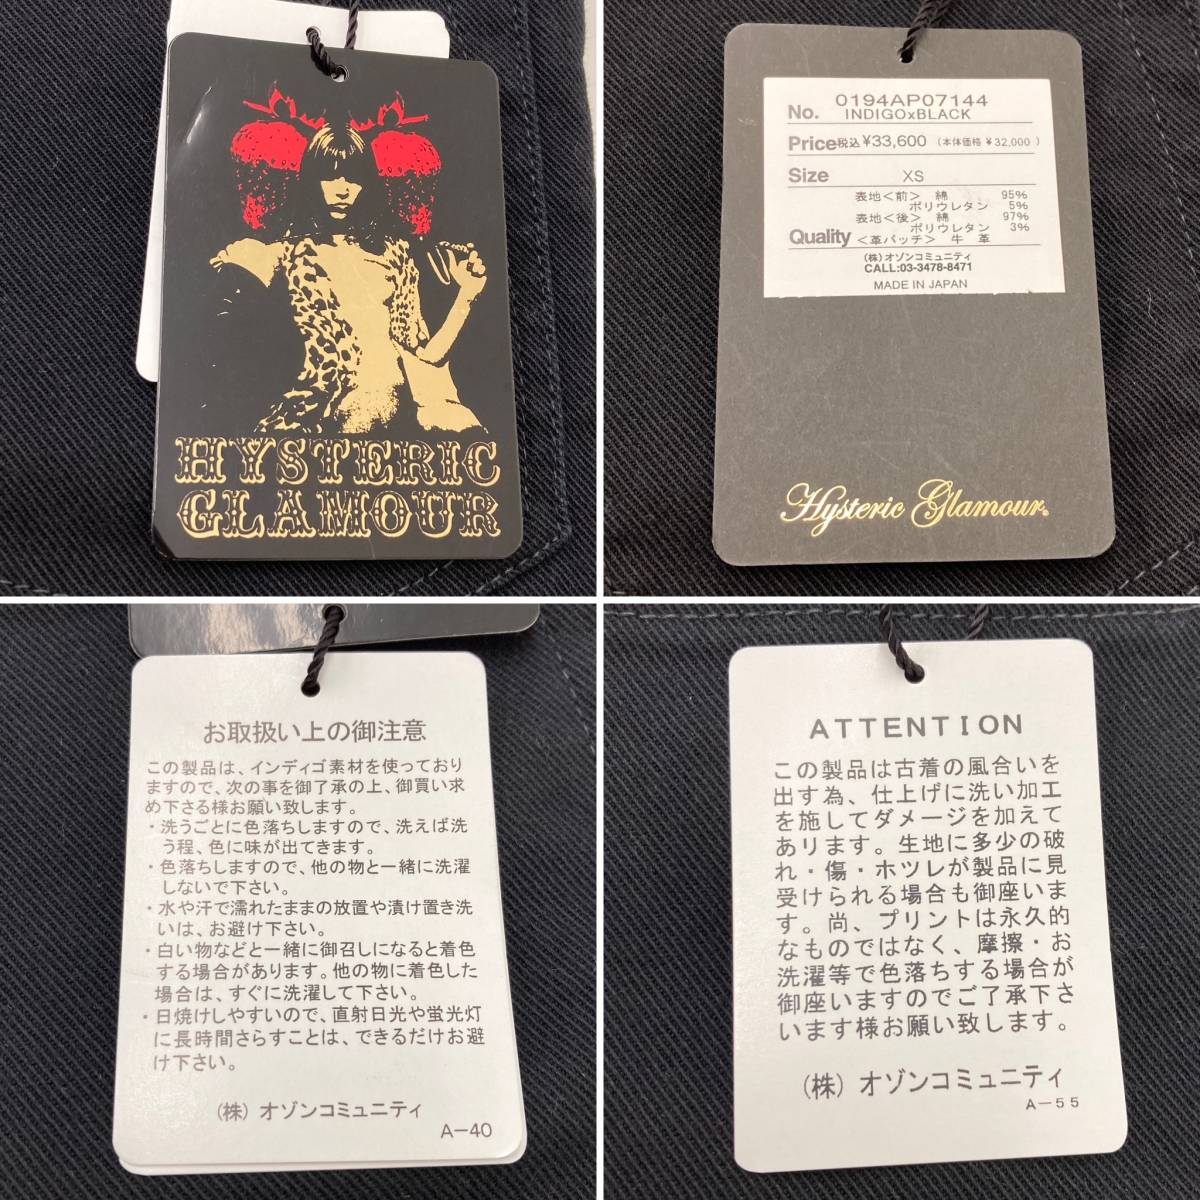 HYSTERIC
GLAMOUR
No. 0194AP07144
INDIGOxBLACK
Price税込 ¥33,600 (本体価格 ¥32,000 )
Size XS
表地<前> 綿 95%
ポリウレタン 5%
表地<後> 綿 97%
ポリウレタン 3%
Quality <革パッチ> 牛 革
(株) オゾンコミュニティ
CALL:03-3478-8471
MADE IN JAPAN
Hysteric Glamour®
お取扱い上の御注意
この製品は、インディゴ素材を使っており
ますので、次の事を御了承の上、御買い求
め下さる様お願い致します。
・洗うごとに色落ちしますので、洗えば洗
う程、色に味が出てきます。
・色落ちしますので、他の物と一緒に洗濯
しないで下さい。
・水や汗で濡れたままの放置や漬け置き洗
いは、お避け下さい。
・白い物などと一緒に御召しになると着色
する場合があります。他の物に着色した
場合は、すぐに洗濯して下さい。
・日焼けしやすいので、直射日光や蛍光灯
に長時間さらすことは、できるだけお避
け下さい。
(株) オゾンコミュニティ
A-40
ATTENTION
この製品は古着の風合いを
出す為、仕上げに洗い加工
を施してダメージを加えて
あります。生地に多少の破
れ・傷・ホツレが製品に見
受けられる場合も御座いま
す。尚、プリントは永久的
なものではなく、摩擦・お
洗濯等で色落ちする場合が
御座いますのでご了承下さ
います様お願い致します。
(株) オゾンコミュニティ
A-55